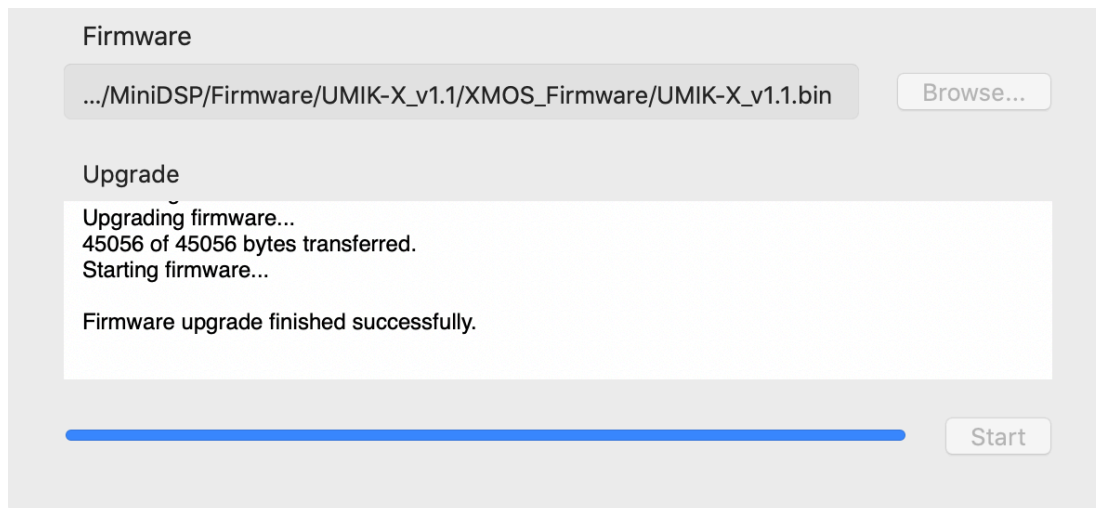 Firmware
.../MiniDSP/Firmware/UMIK-X_v1.1/XMOS_Firmware/UMIK-X_v1.1.bin
Browse...
Upgrade
Upgrading firmware...
45056 of 45056 bytes transferred.
Starting firmware...
Firmware upgrade finished successfully.
Start